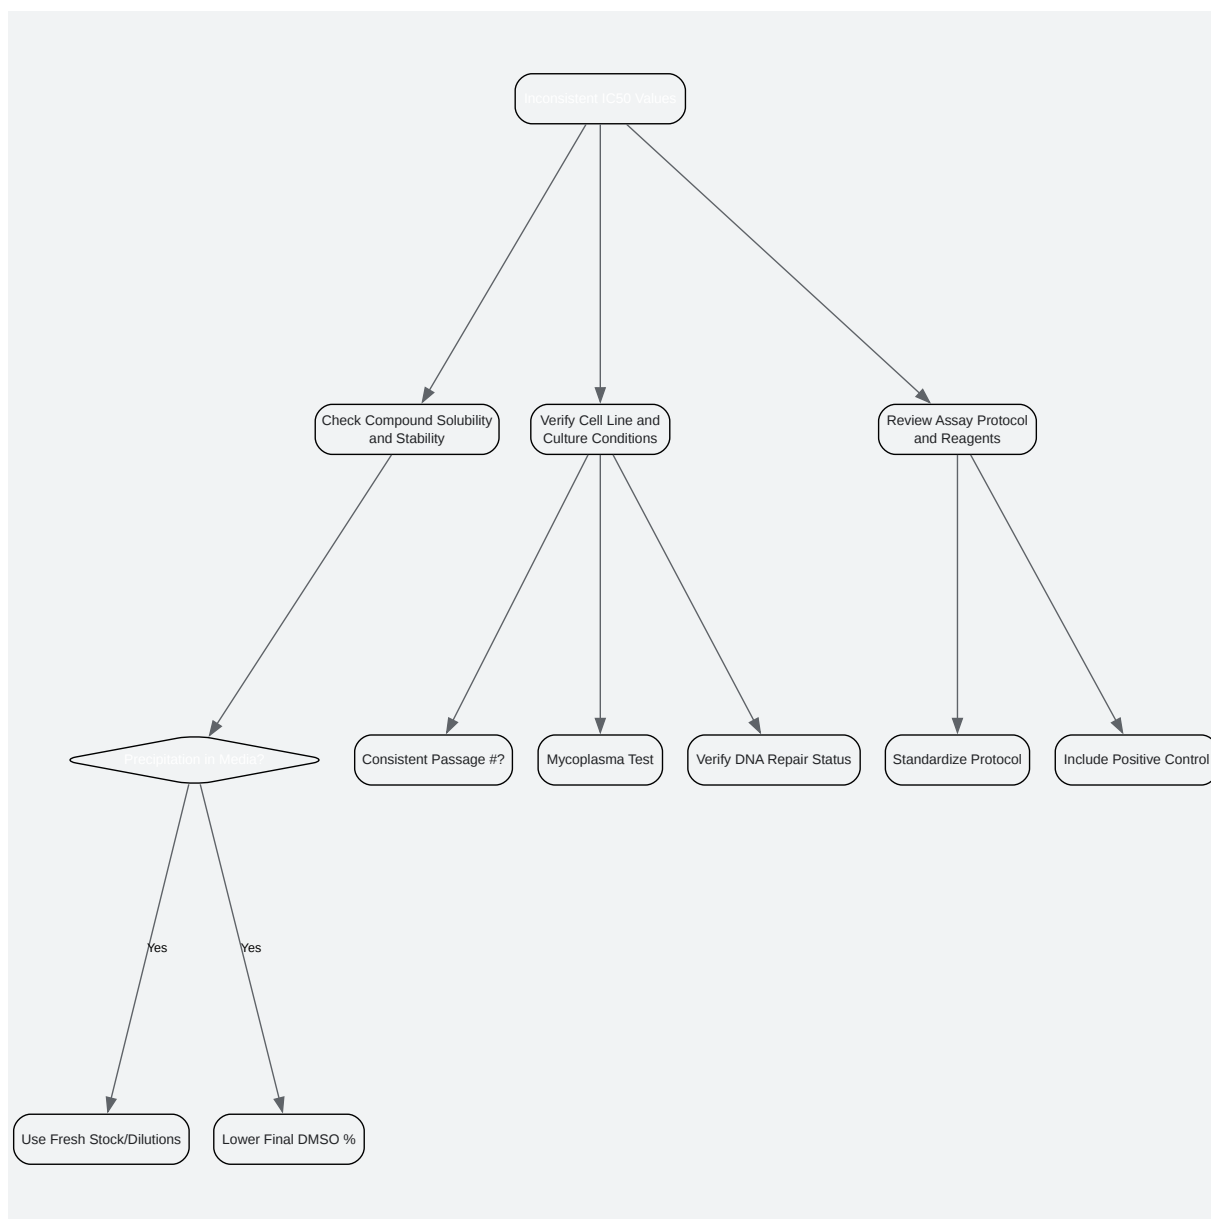 Inconsistent IC50 Values
Check Compound Solubility
and Stability
Verify Cell Line and
Culture Conditions
Review Assay Protocol
and Reagents
Precipitation in Media?
Consistent Passage #?
Mycoplasma Test
Verify DNA Repair Status
Standardize Protocol
Include Positive Control
Yes
Yes
Use Fresh Stock/Dilutions
Lower Final DMSO %